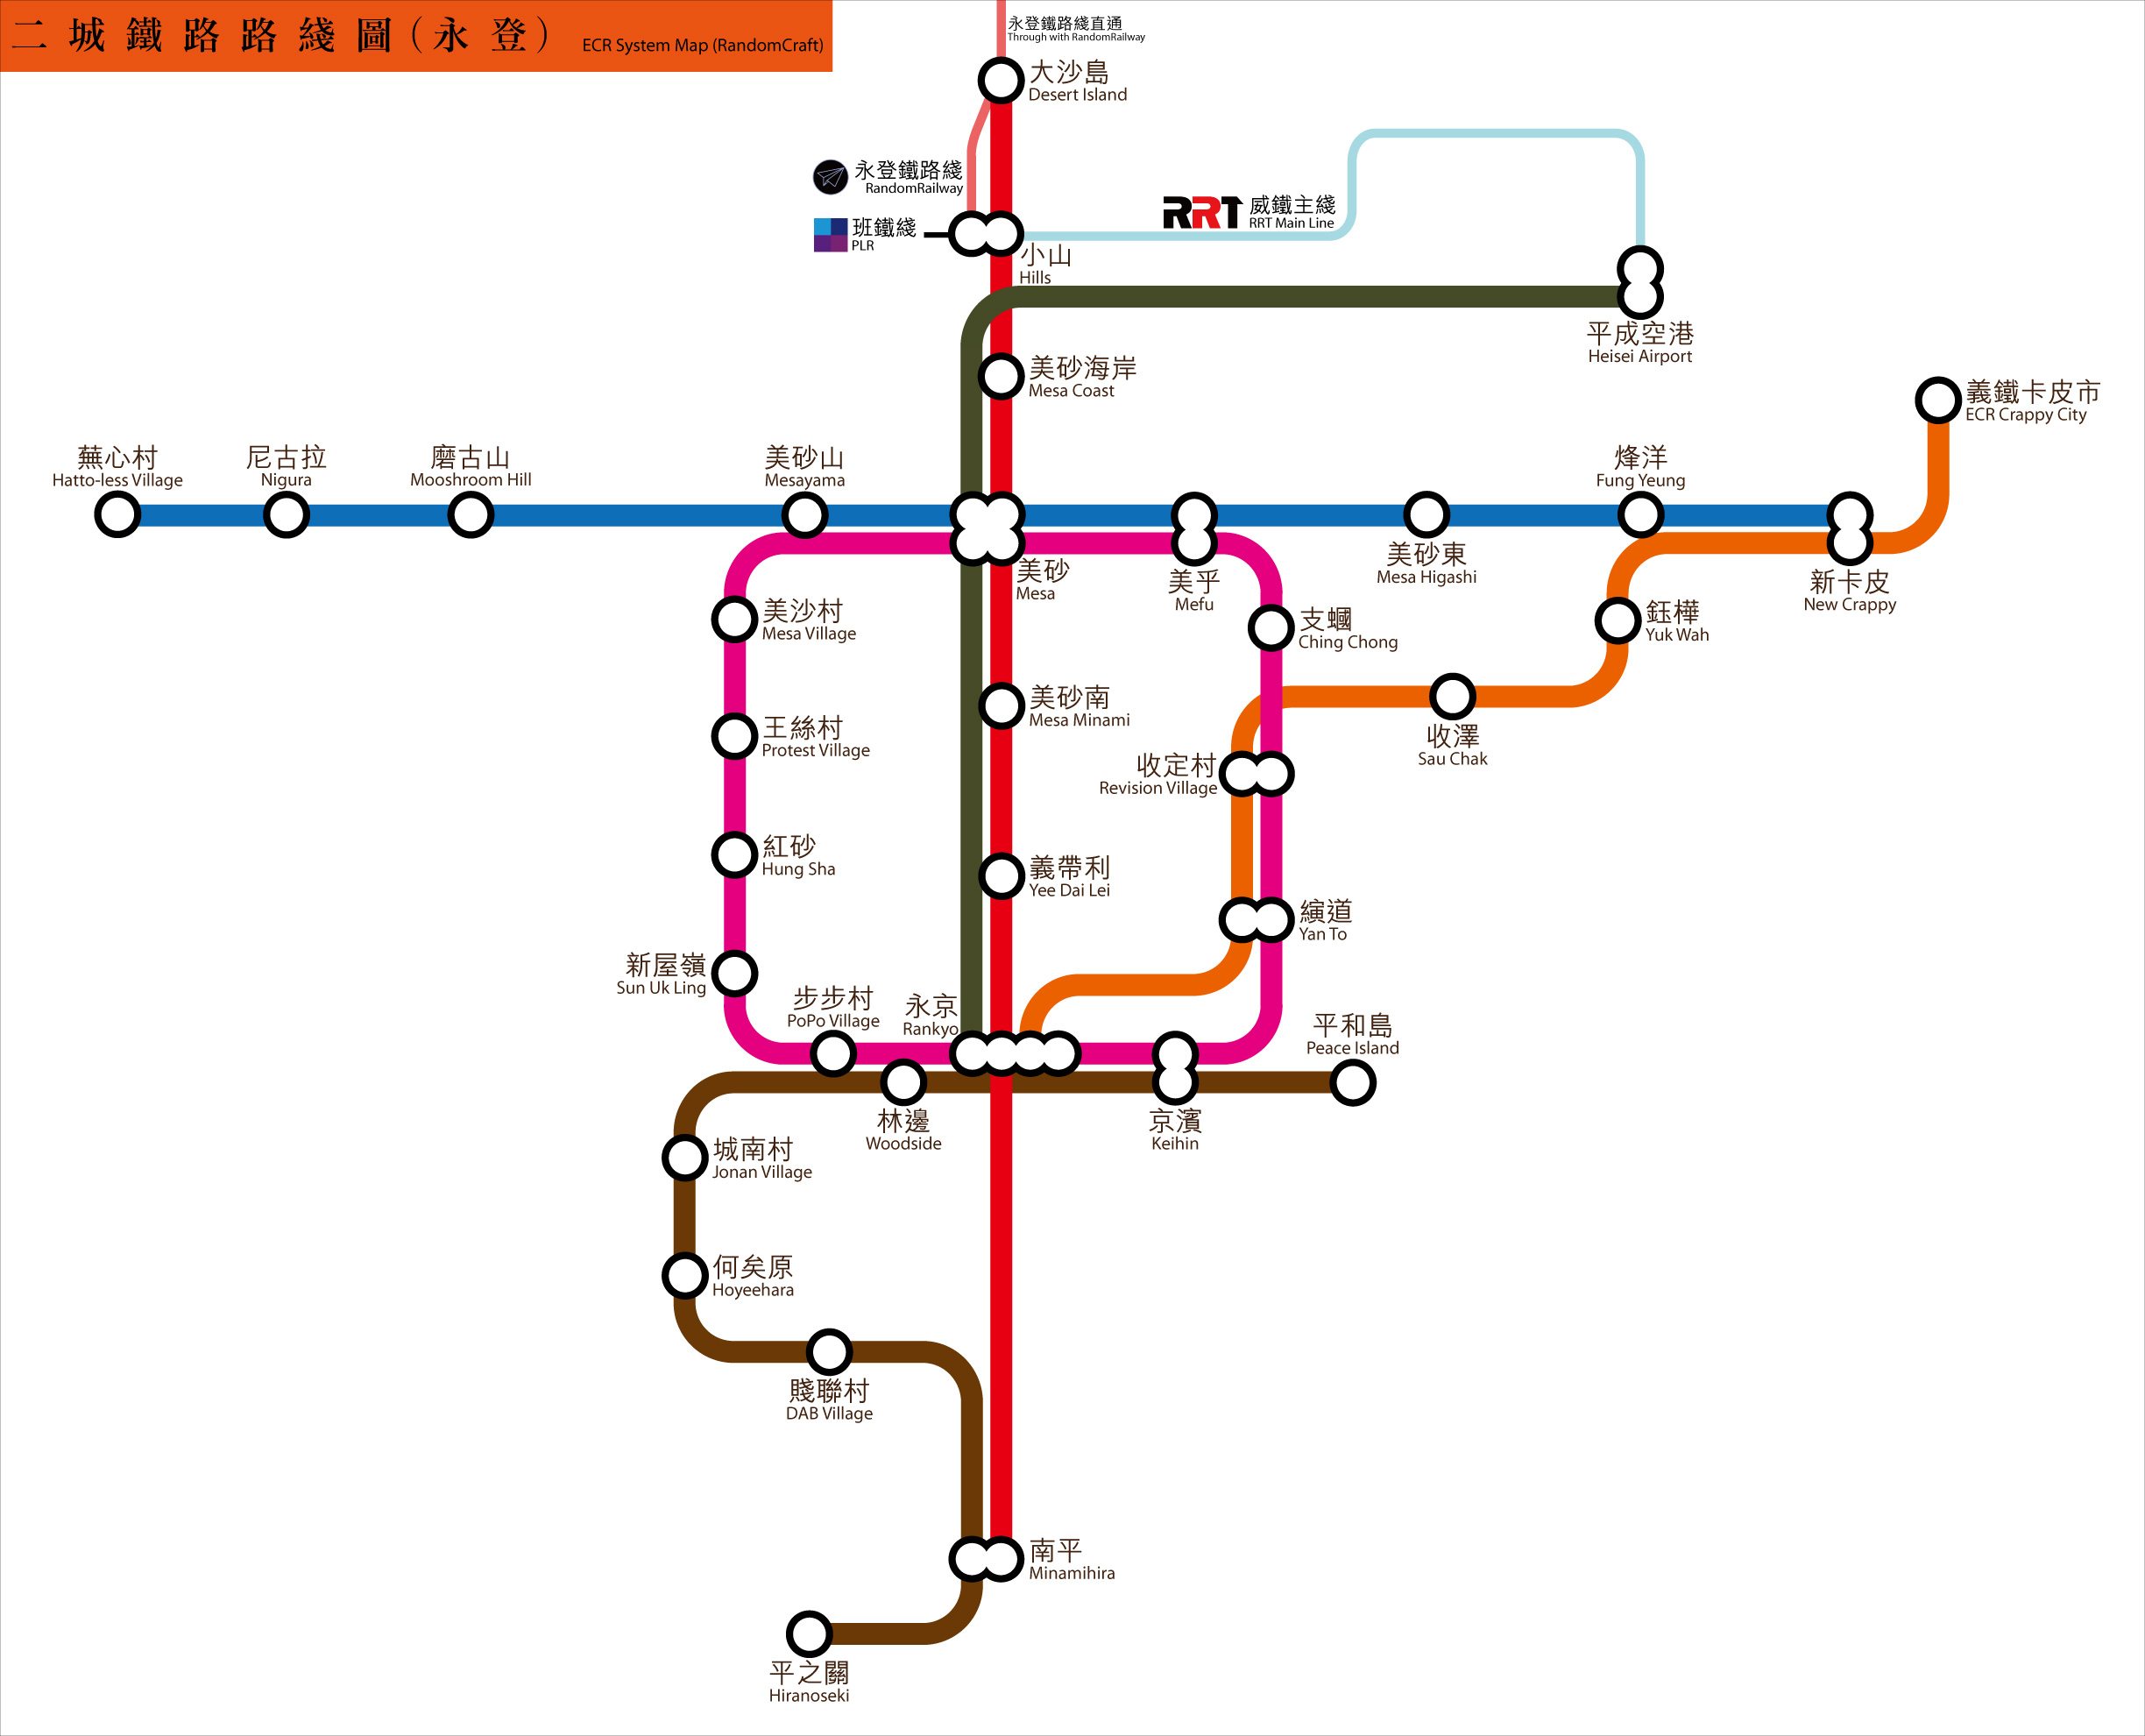 二城鐵路路綫圖(永登) ECR System Map (RandomCraft)
永登鐵路綫直通
Through with RandomRailway
大沙島
Desert Island
永登鐵路綫
RandomRailway
班鐵綫
PLR
RRT 威鐵主綫
RRT Main Line
小山
Hills
平成空港
Heisei Airport
美砂海岸
Mesa Coast
義鐵卡皮市
ECR Crappy City
蕪心村
Hatto-less Village
尼古拉
Nigura
磨古山
Mooshroom Hill
美砂山
Mesayama
烽洋
Fung Yeung
美砂
Mesa
美乎
Mefu
美砂東
Mesa Higashi
新卡皮
New Crappy
美沙村
Mesa Village
支蟈
Ching Chong
鈺樺
Yuk Wah
美砂南
Mesa Minami
王絲村
Protest Village
收定村
Revision Village
收澤
Sau Chak
紅砂
Hung Sha
義帶利
Yee Dai Lei
縯道
Yan To
新屋嶺
Sun Uk Ling
步步村
PoPo Village
永京
Rankyo
平和島
Peace Island
林邊
Woodside
京濱
Keihin
城南村
Jonan Village
何矣原
Hoyeehara
賤聯村
DAB Village
南平
Minamihira
平之關
Hiranoseki